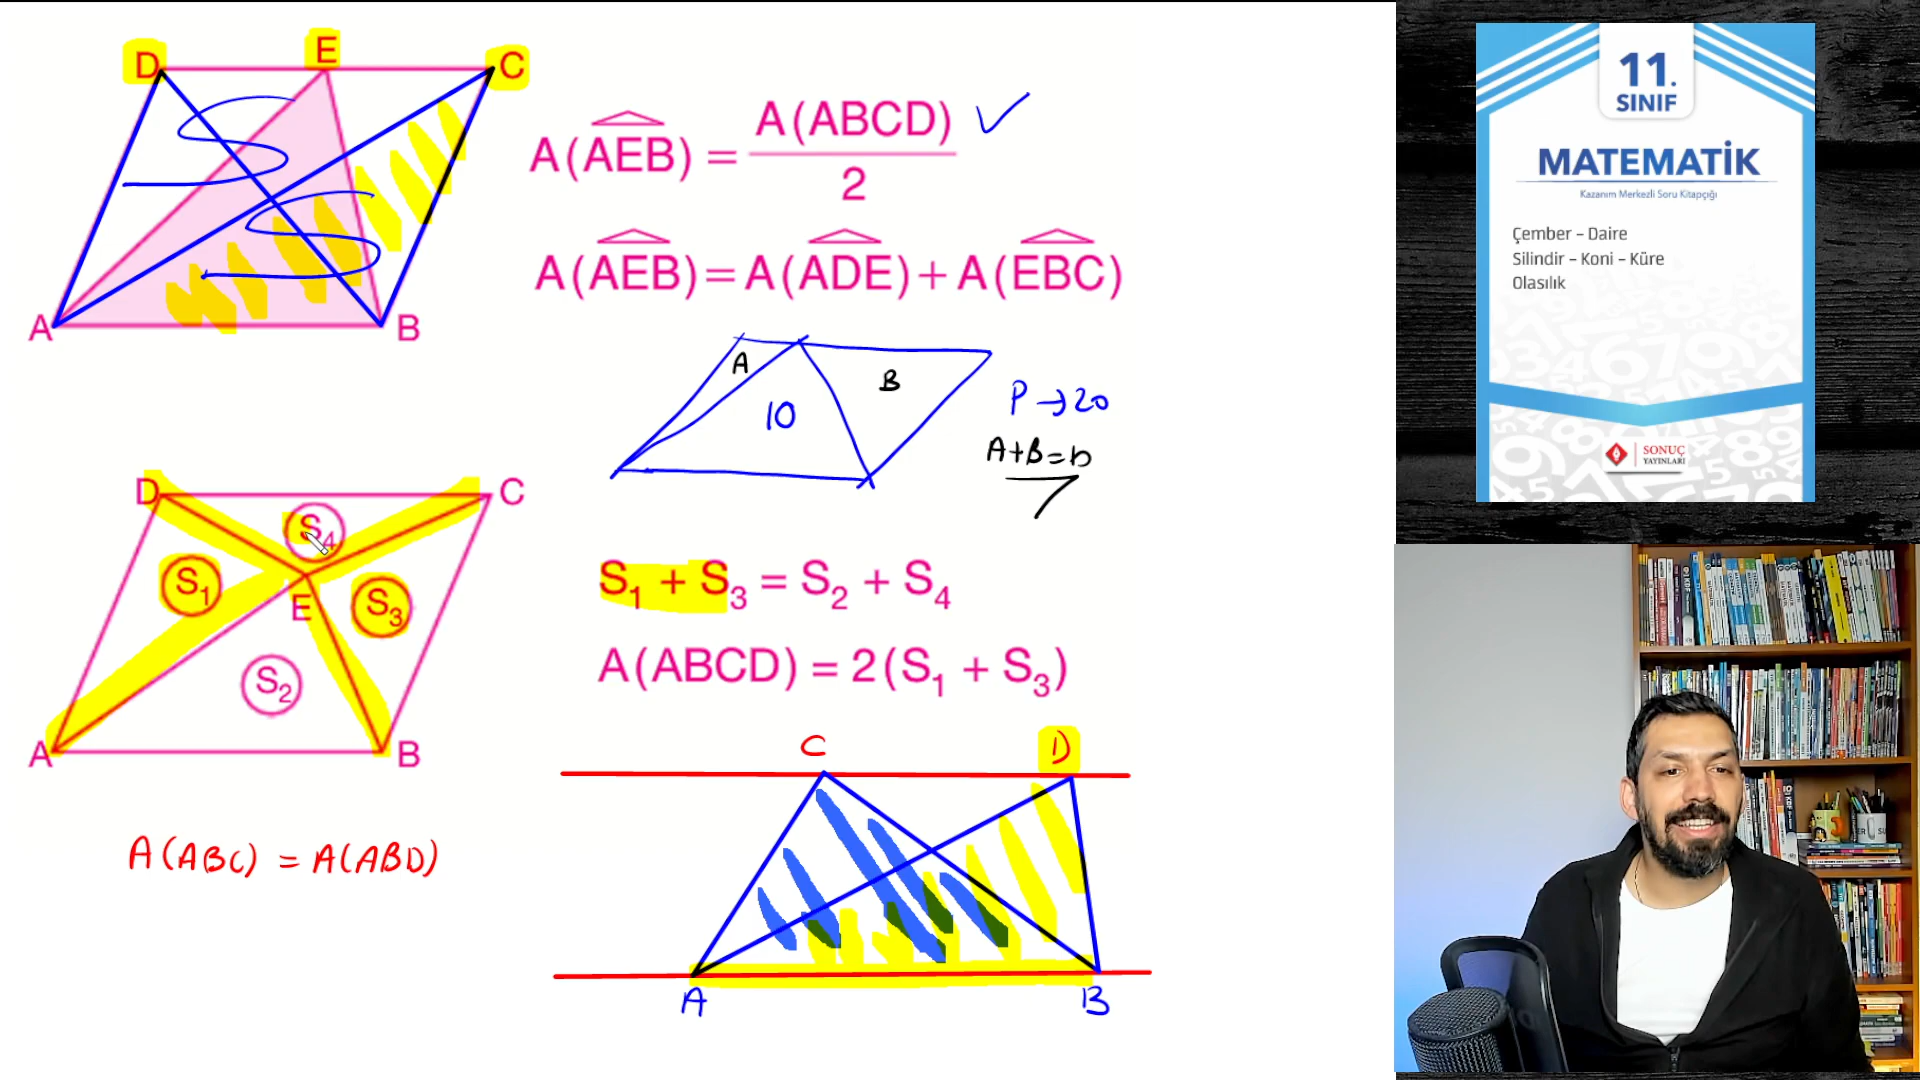 D E C
A B
A(AEB) = A(ABCD) / 2 ✓
A(AEB) = A(ADE) + A(EBC)
A
10
B
P → 20
A+B=
D C
S₄
S₁
E
S₃
S₂
A B
S₁ + S₃ = S₂ + S₄
A(ABCD) = 2(S₁ + S₃)
A(ABC) = A(ABD)
C D
A B
11.
SINIF
MATEMATİK
Kazanım Merkezli Soru Kitapçığı
Çember – Daire
Silindir – Koni – Küre
Olasılık
SONUÇ
YAYINLARI